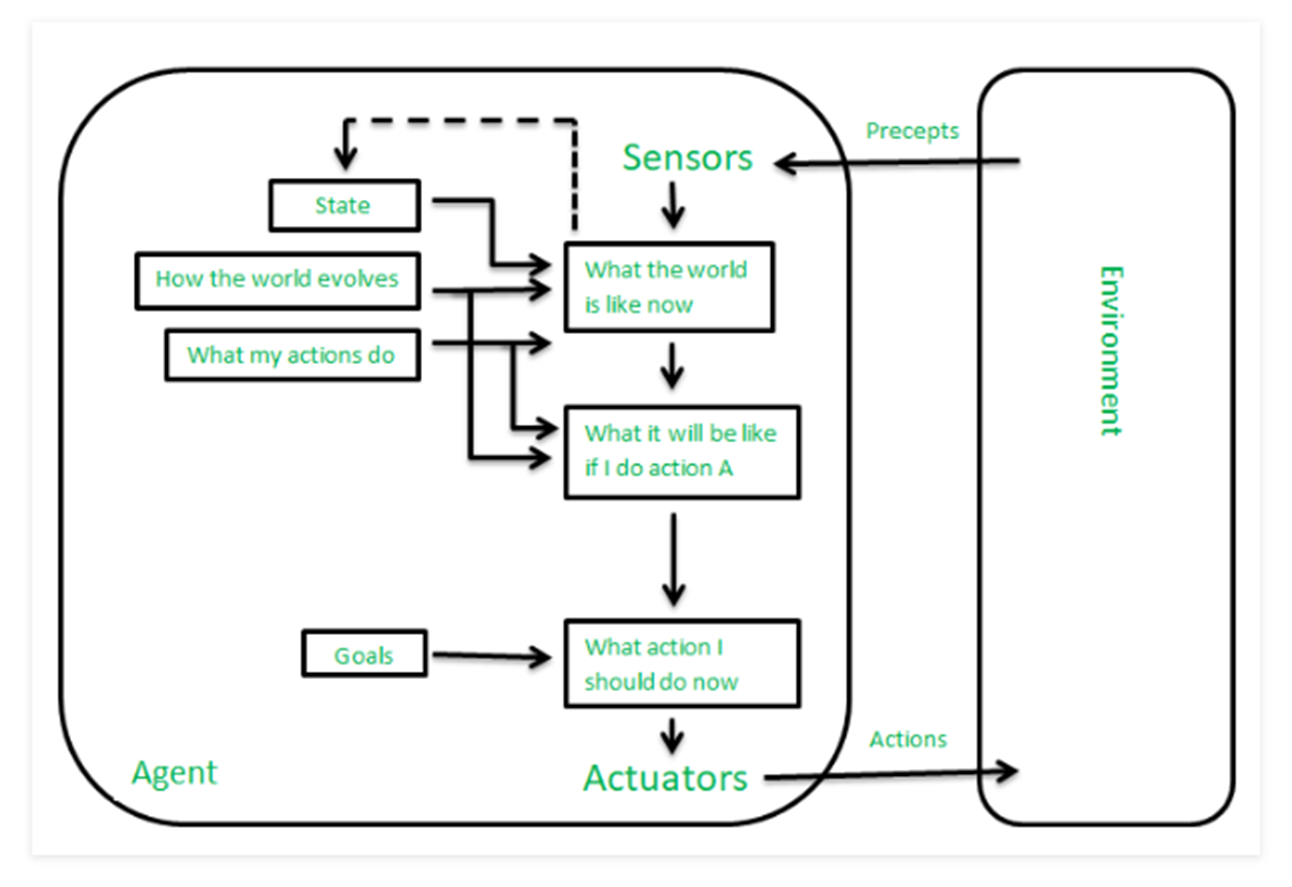 Precepts
Sensors
State
How the world evolves
What the world
is like now
What my actions do
Environment
What it will be like
if I do action A
Goals
What action I
should do now
Actions
Agent
Actuators